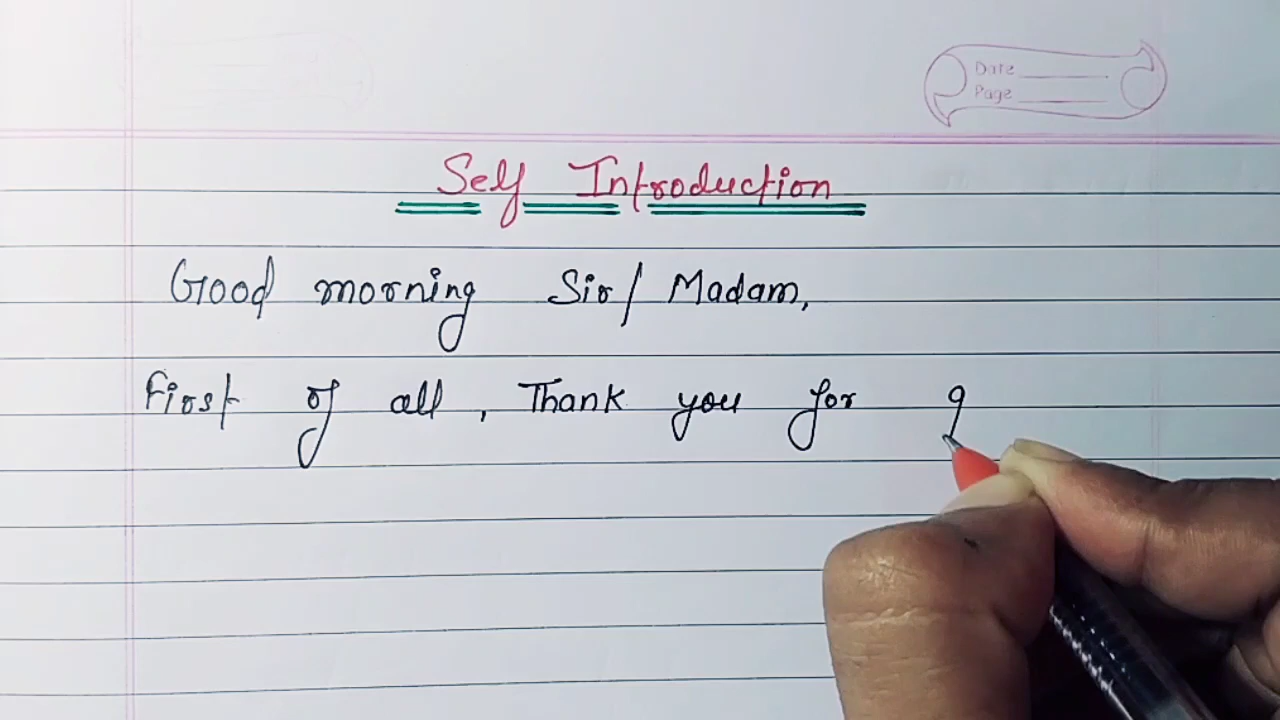 Date
Page
Self Introduction
Good morning Sir/ Madam,
First of all, Thank you for g